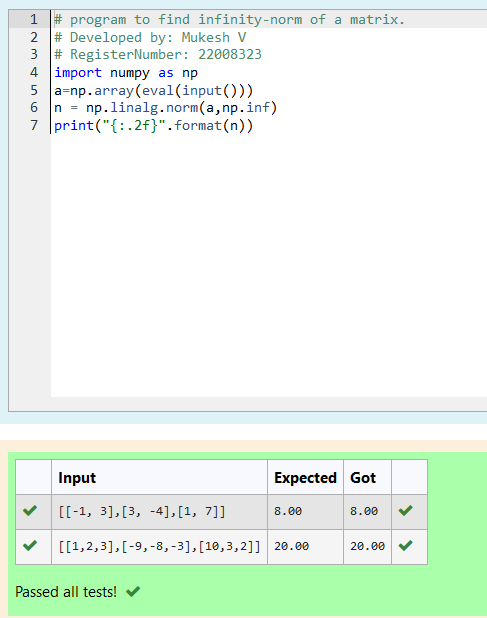 1 # program to find infinity-norm of a matrix.
2 # Developed by: Mukesh V
3 # RegisterNumber: 22008323
4 import numpy as np
5 a=np.array(eval(input()))
6 n = np.linalg.norm(a,np.inf)
7 print("{:.2f}".format(n))
Input Expected Got
[[-1, 3],[3, -4],[1, 7]] 8.00 8.00
[[1,2,3],[-9,-8,-3],[10,3,2]] 20.00 20.00
Passed all tests!